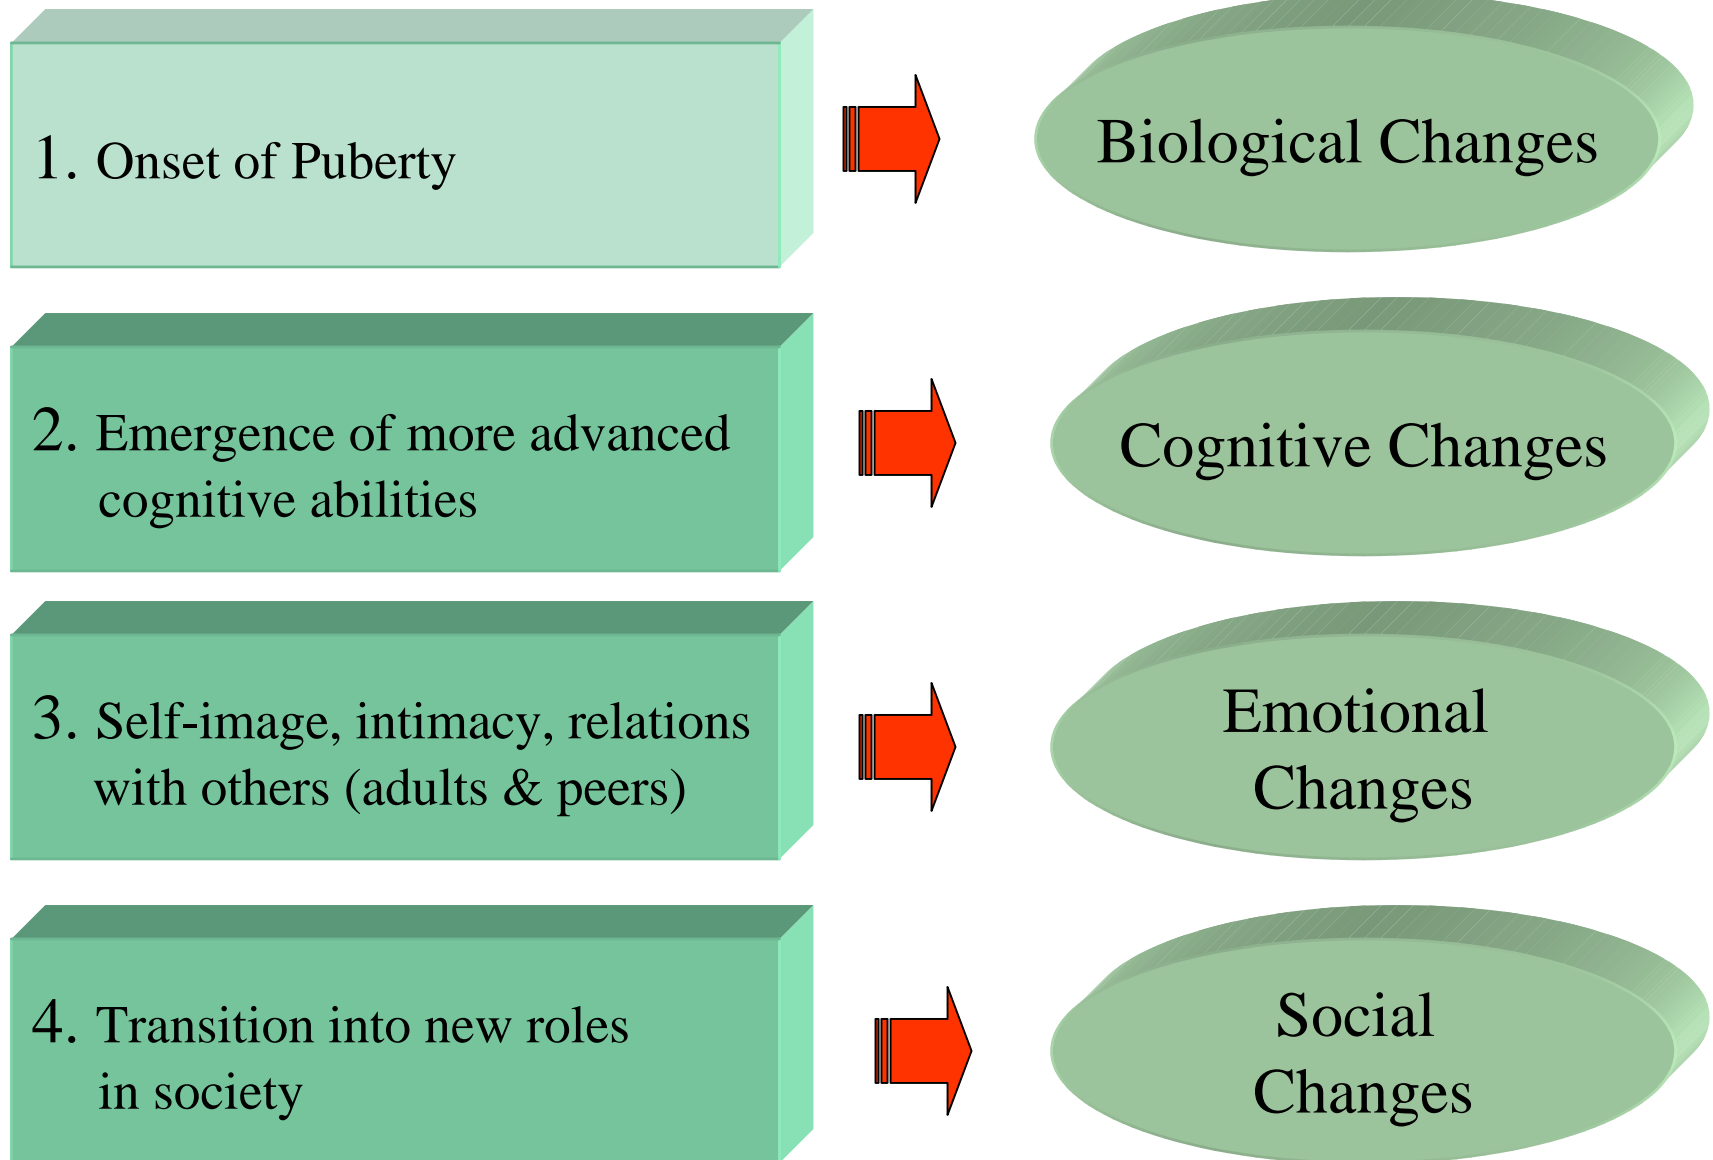 1. Onset of Puberty
Biological Changes
2. Emergence of more advanced
cognitive abilities
Cognitive Changes
3. Self-image, intimacy, relations
with others (adults & peers)
Emotional
Changes
4. Transition into new roles
in society
Social
Changes